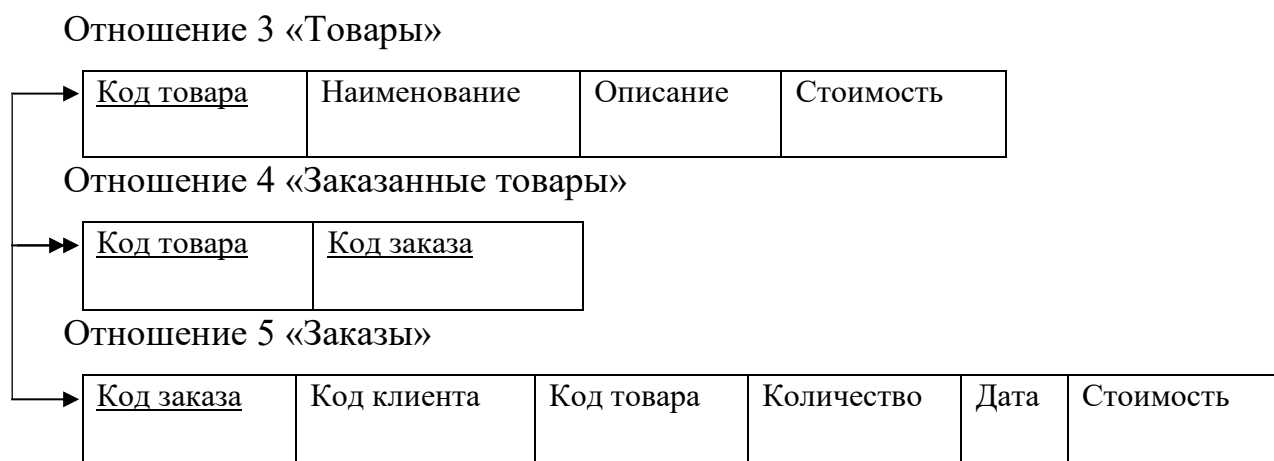 Отношение 3 «Товары»
Код товара Наименование Описание Стоимость
Отношение 4 «Заказанные товары»
Код товара Код заказа
Отношение 5 «Заказы»
Код заказа Код клиента Код товара Количество Дата Стоимость